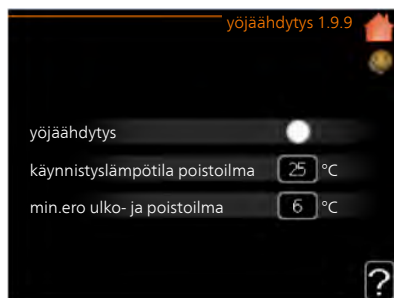 yöjäähdytys 1.9.9
yöjäähdytys
käynnistyslämpötila poistoilma 25 °C
min.ero ulko- ja poistoilma 6 °C
?